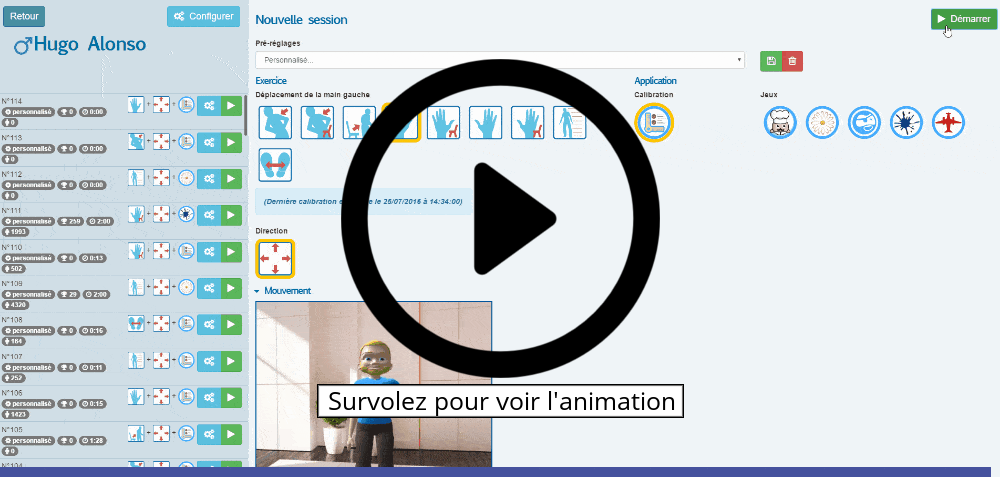 Retour
Configurer
Hugo Alonso
N°114
personnalisé 0 0:00
0
N°113
personnalisé 0 0:00
0
N°112
personnalisé 0 0:00
0
N°111
personnalisé 259 2:00
1993
N°110
personnalisé 0 0:13
502
N°109
personnalisé 29 2:00
4320
N°108
personnalisé 0 0:16
184
N°107
personnalisé 0 0:11
252
N°106
personnalisé 0 0:15
1423
N°105
personnalisé 0 1:28
0
N°104
Nouvelle session
Démarrer
Pré-réglages
Personnalisé...
Exercice
Application
Déplacement de la main gauche
Calibration
Jeux
(Dernière calibration le 26/07/2016 à 14:34:00)
Direction
Mouvement
Survolez pour voir l'animation